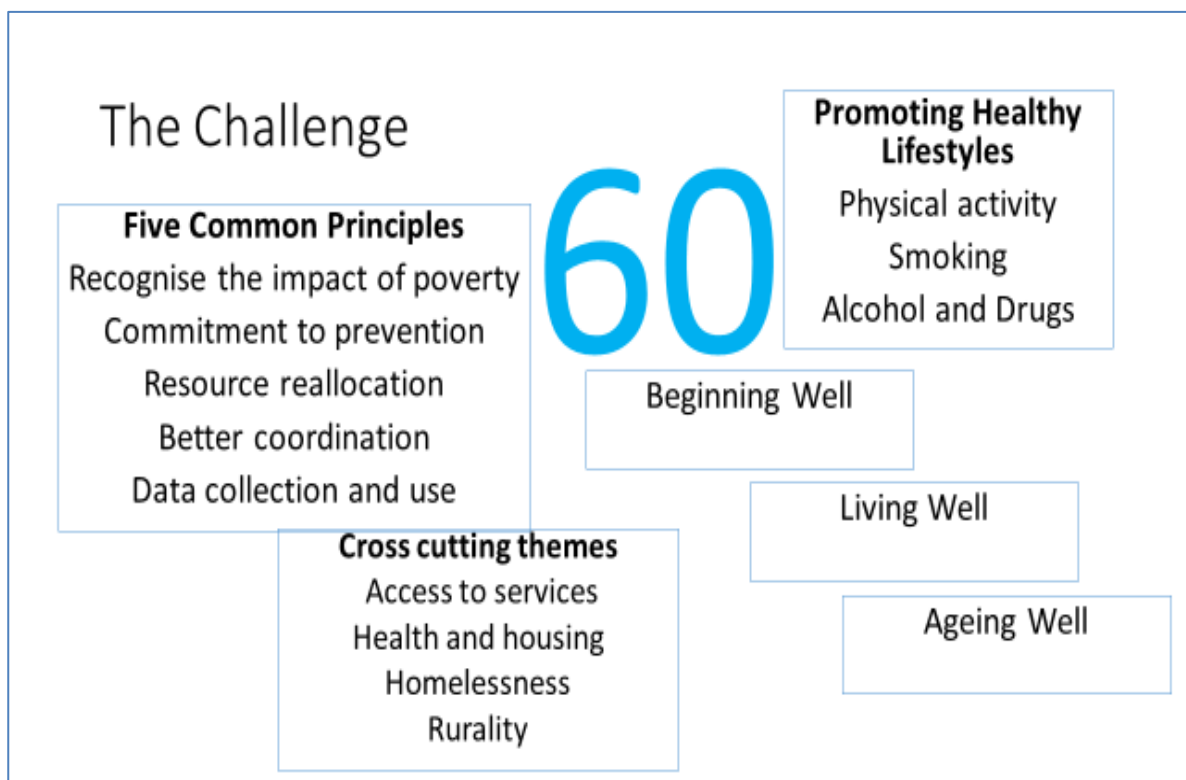 The Challenge
Five Common Principles
Recognise the impact of poverty
Commitment to prevention
Resource reallocation
Better coordination
Data collection and use
60
Promoting Healthy
Lifestyles
Physical activity
Smoking
Alcohol and Drugs
Beginning Well
Living Well
Ageing Well
Cross cutting themes
Access to services
Health and housing
Homelessness
Rurality